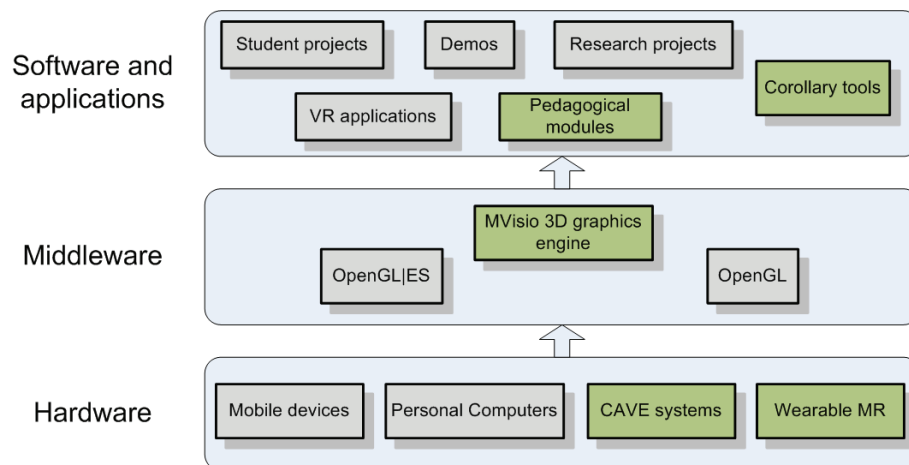 Software and
applications
Student projects
Demos
Research projects
Corollary tools
VR applications
Pedagogical
modules
Middleware
MVisio 3D graphics
engine
OpenGL|ES
OpenGL
Hardware
Mobile devices
Personal Computers
CAVE systems
Wearable MR